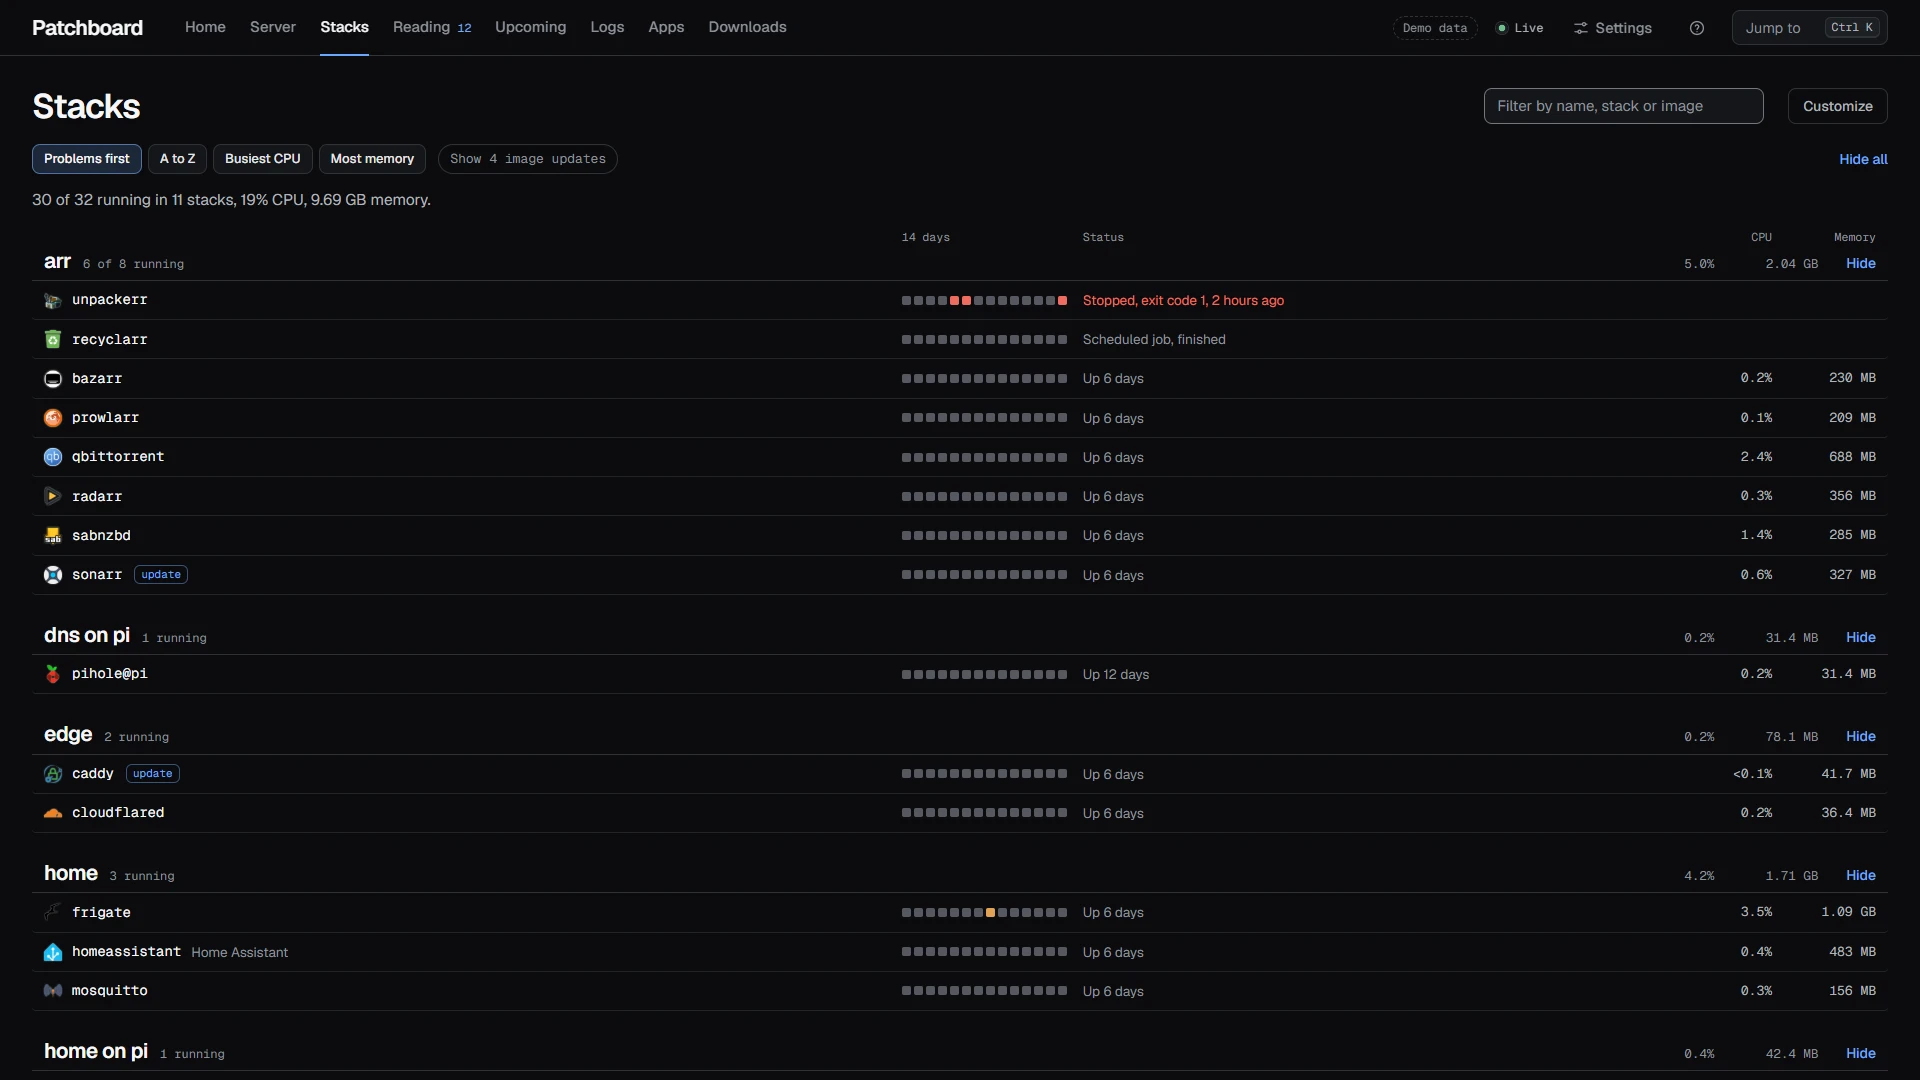 Patchboard Home Server Stacks Reading 12 Upcoming Logs Apps Downloads Demo data Live Settings Jump to Ctrl K
Stacks Filter by name, stack or image Customize
Problems first A to Z Busiest CPU Most memory Show 4 image updates Hide all
30 of 32 running in 11 stacks, 19% CPU, 9.69 GB memory.
14 days Status CPU Memory
arr 6 of 8 running 5.0% 2.04 GB Hide
unpackerr Stopped, exit code 1, 2 hours ago
recyclarr Scheduled job, finished
bazarr Up 6 days 0.2% 230 MB
prowlarr Up 6 days 0.1% 209 MB
qb qbittorrent Up 6 days 2.4% 688 MB
radarr Up 6 days 0.3% 356 MB
sab sabnzbd Up 6 days 1.4% 285 MB
sonarr update Up 6 days 0.6% 327 MB
dns on pi 1 running 0.2% 31.4 MB Hide
pihole@pi Up 12 days 0.2% 31.4 MB
edge 2 running 0.2% 78.1 MB Hide
caddy update Up 6 days <0.1% 41.7 MB
cloudflared Up 6 days 0.2% 36.4 MB
home 3 running 4.2% 1.71 GB Hide
frigate Up 6 days 3.5% 1.09 GB
homeassistant Home Assistant Up 6 days 0.4% 483 MB
mosquitto Up 6 days 0.3% 156 MB
home on pi 1 running 0.4% 42.4 MB Hide